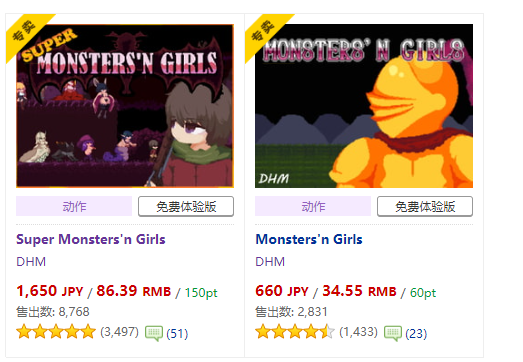 专卖
SUPER
MONSTERS'N GIRLS
动作
免费体验版
Super Monsters'n Girls
DHM
1,650 JPY / 86.39 RMB / 150pt
售出数: 8,768
(3,497) (51)
专卖
MONSTERS'N GIRLS
DHM
动作
免费体验版
Monsters'n Girls
DHM
660 JPY / 34.55 RMB / 60pt
售出数: 2,831
(1,433) (23)